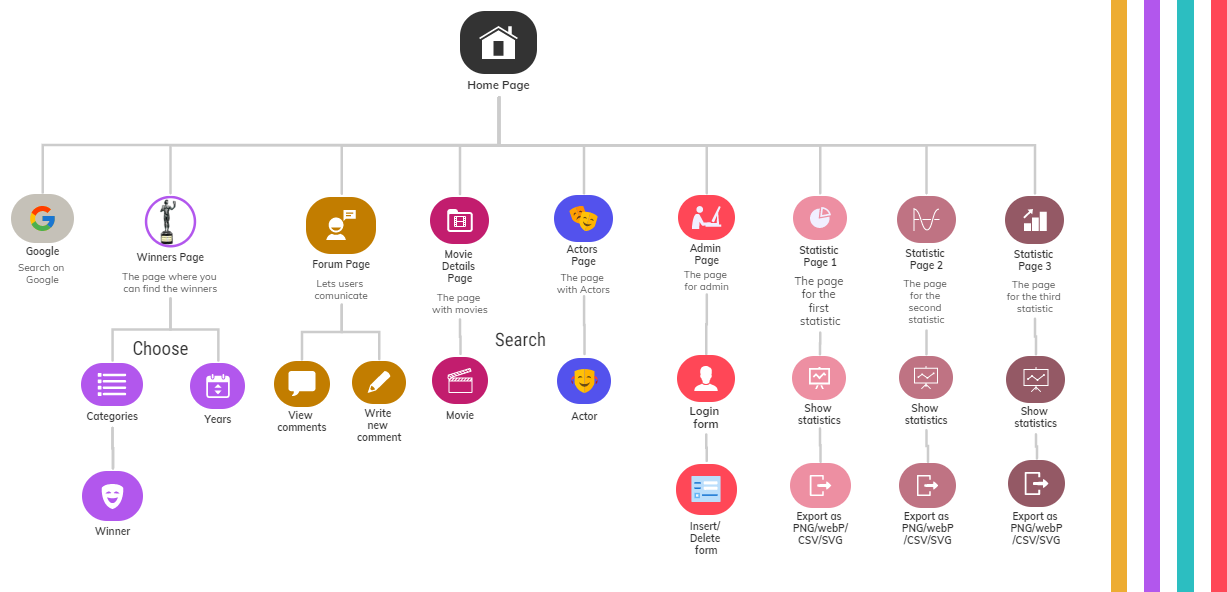 Home Page
Google
Search on
Google
Winners Page
The page where you
can find the winners
Choose
Categories
Years
Winner
Forum Page
Lets users
comunicate
View
comments
Write
new
comment
Movie
Details
Page
The page
with movies
Search
Movie
Actors
Page
The page
with Actors
Actor
Admin
Page
The page
for admin
Login
form
Insert/
Delete
form
Statistic
Page 1
The page
for the
first
statistic
Show
statistics
Export as
PNG/webP/
CSV/SVG
Statistic
Page 2
The page
for the
second
statistic
Show
statistics
Export as
PNG/webP
/CSV/SVG
Statistic
Page 3
The page
for the third
statistic
Show
statistics
Export as
PNG/webP
/CSV/SVG